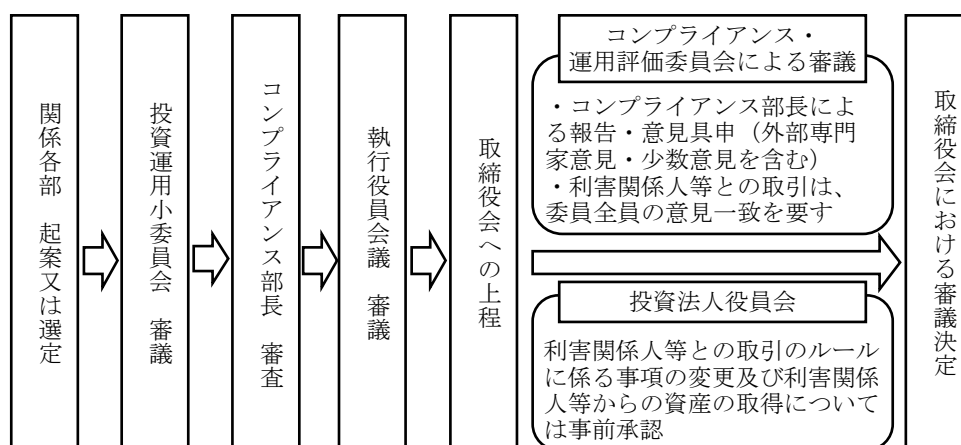 関係各部 起案又は選定
投資運用小委員会 審議
コンプライアンス部長 審査
執行役員会議 審議
取締役会への上程
コンプライアンス・
運用評価委員会による審議
・コンプライアンス部長によ
る報告・意見具申（外部専門
家意見・少数意見を含む）
・利害関係人等との取引は、
委員全員の意見一致を要す
投資法人役員会
利害関係人等との取引のルール
に係る事項の変更及び利害関係
人等からの資産の取得について
は事前承認
取締役会における審議決定